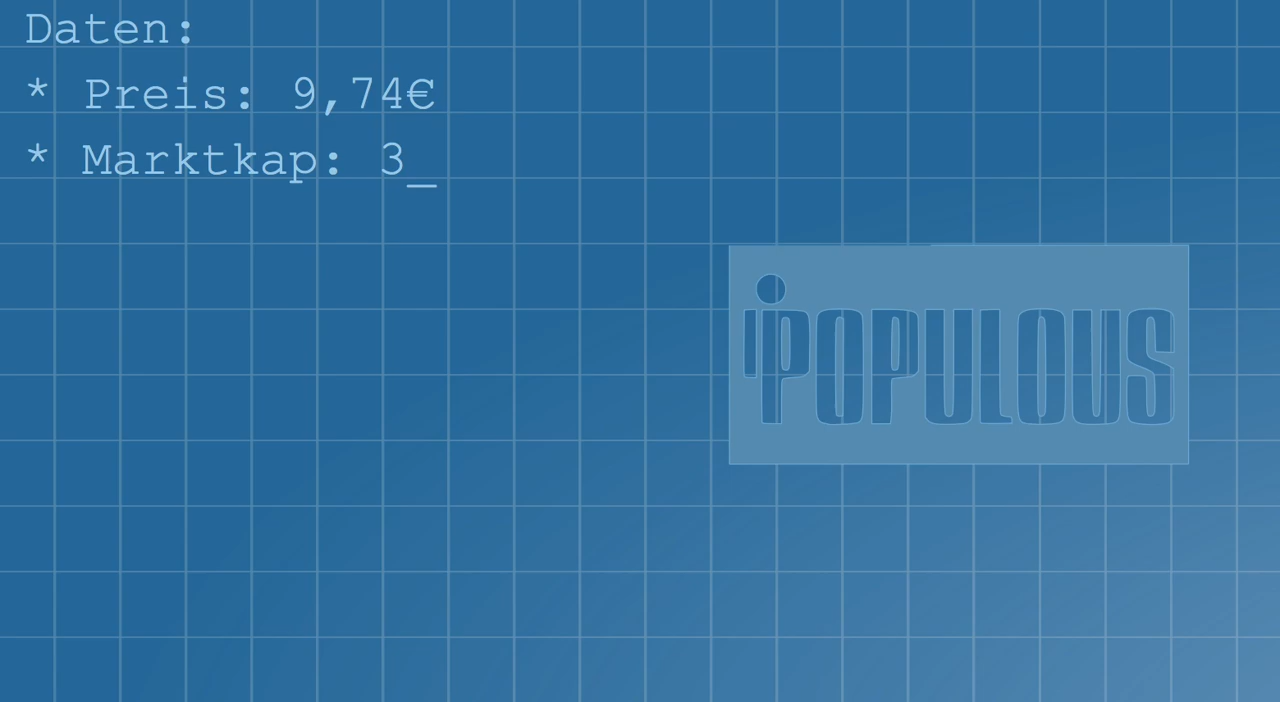 Daten:
* Preis: 9,74€
* Marktkap: 3_
POPULOUS